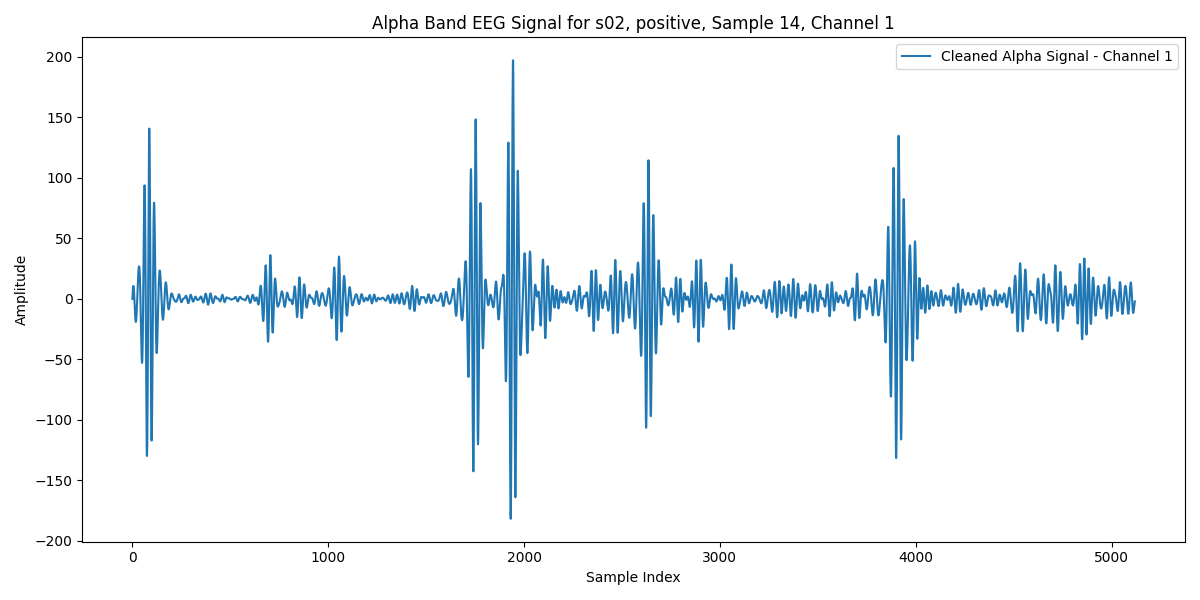 Alpha Band EEG Signal for s02, positive, Sample 14, Channel 1
Cleaned Alpha Signal - Channel 1
Amplitude
200
150
100
50
0
−50
−100
−150
−200
0 1000 2000 3000 4000 5000
Sample Index